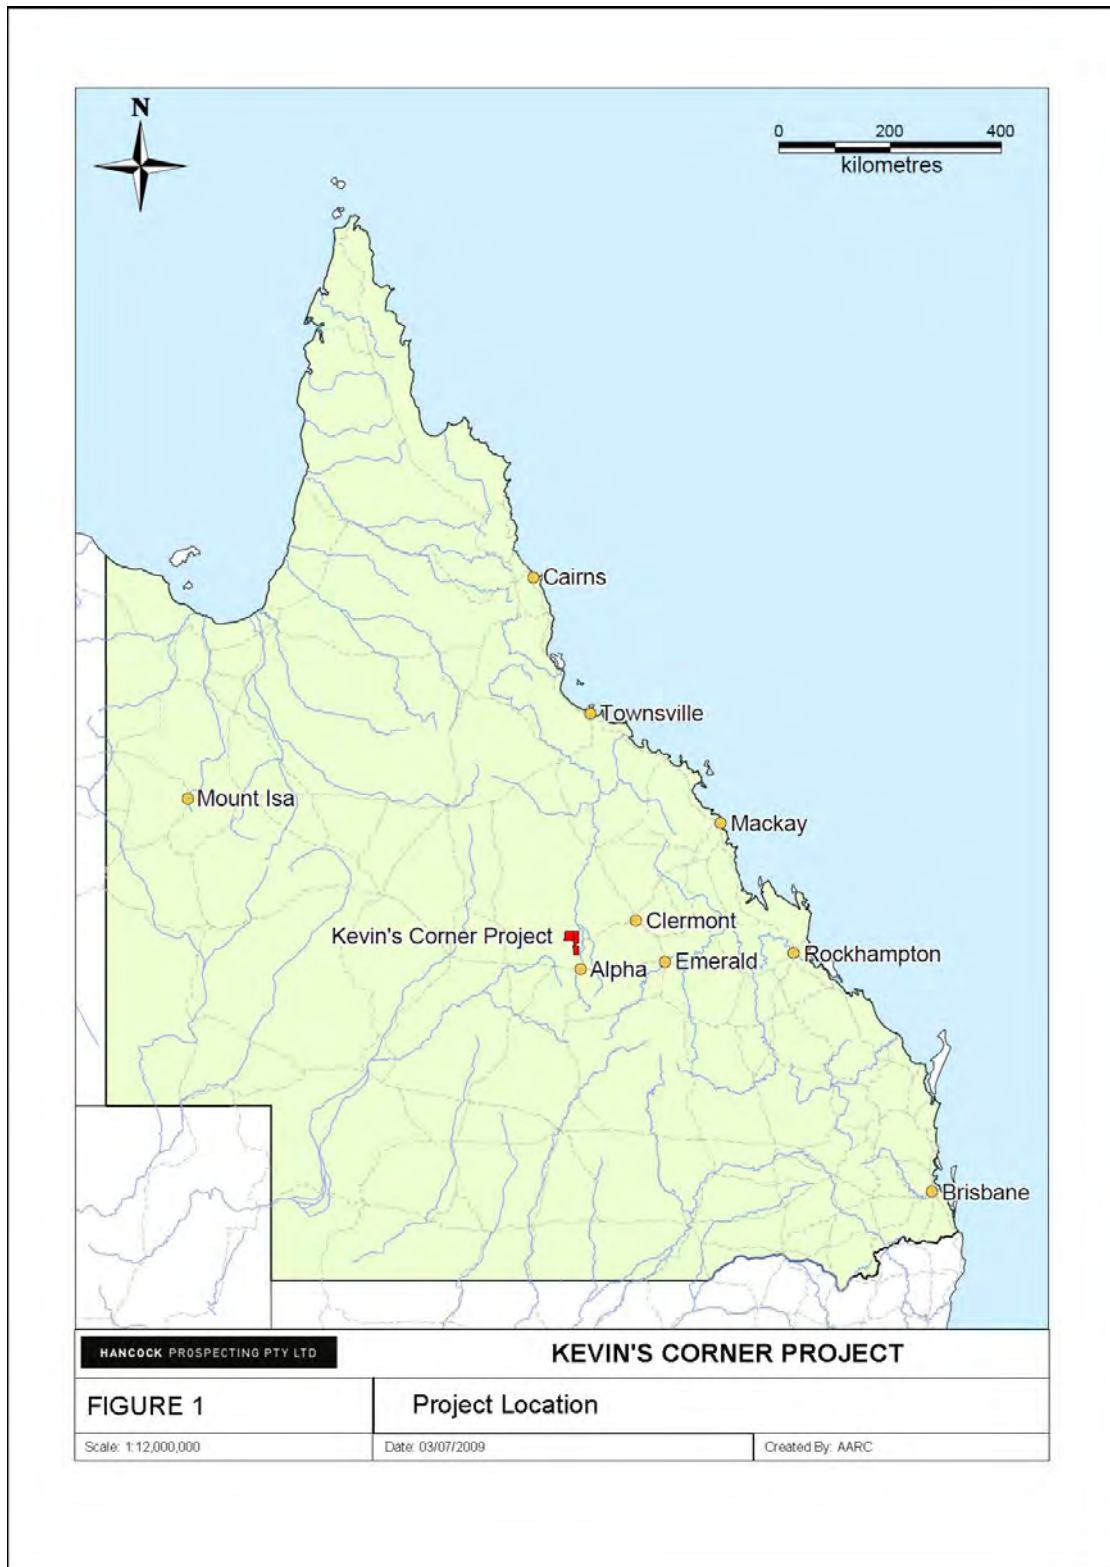 N
0 200 400
kilometres
Cairns
Townsville
Mount Isa
Mackay
Clermont
Kevin's Corner Project
Rockhampton
Emerald
Alpha
Brisbane
HANCOCK PROSPECTING PTY LTD
KEVIN'S CORNER PROJECT
FIGURE 1
Project Location
Scale: 1:12,000,000
Date: 03/07/2009
Created By: AARC